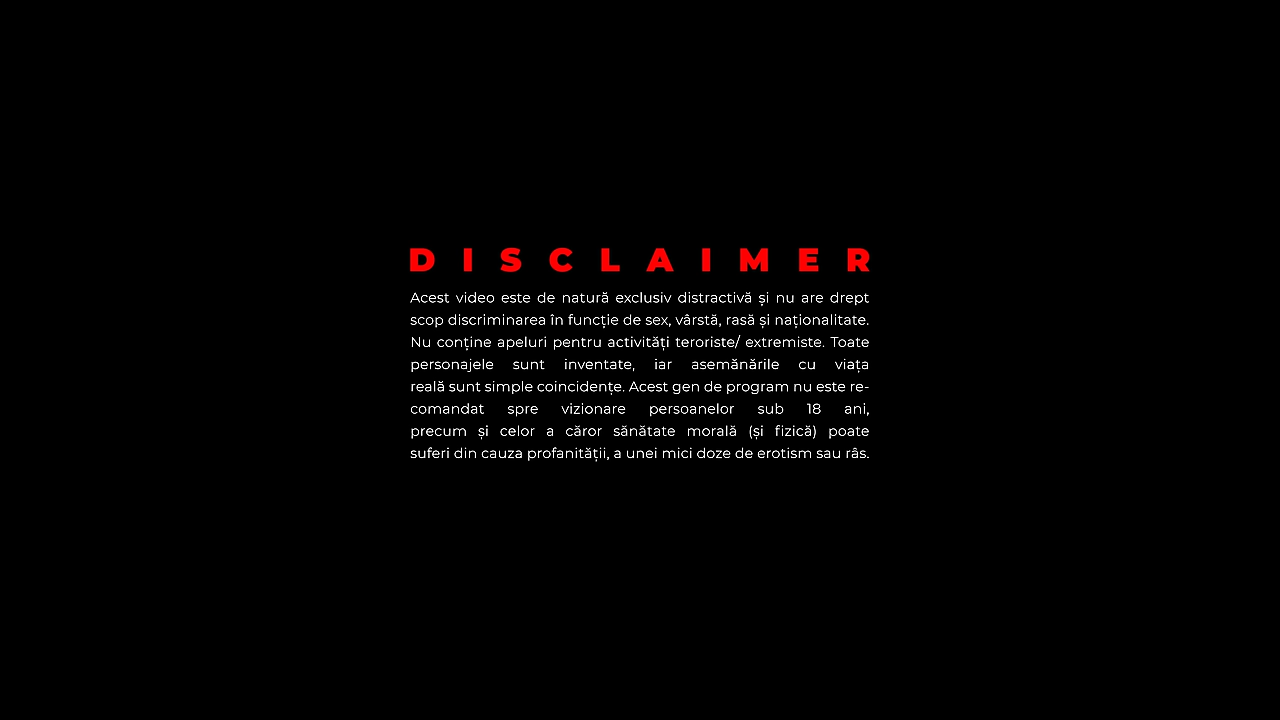 DISCLAIMER
Acest video este de natură exclusiv distractivă și nu are drept
scop discriminarea în funcție de sex, vârstă, rasă și naționalitate.
Nu conține apeluri pentru activități teroriste/ extremiste. Toate
personajele sunt inventate, iar asemănările cu viața
reală sunt simple coincidențe. Acest gen de program nu este re-
comandat spre vizionare persoanelor sub 18 ani,
precum și celor a căror sănătate morală (și fizică) poate
suferi din cauza profanității, a unei mici doze de erotism sau râs.